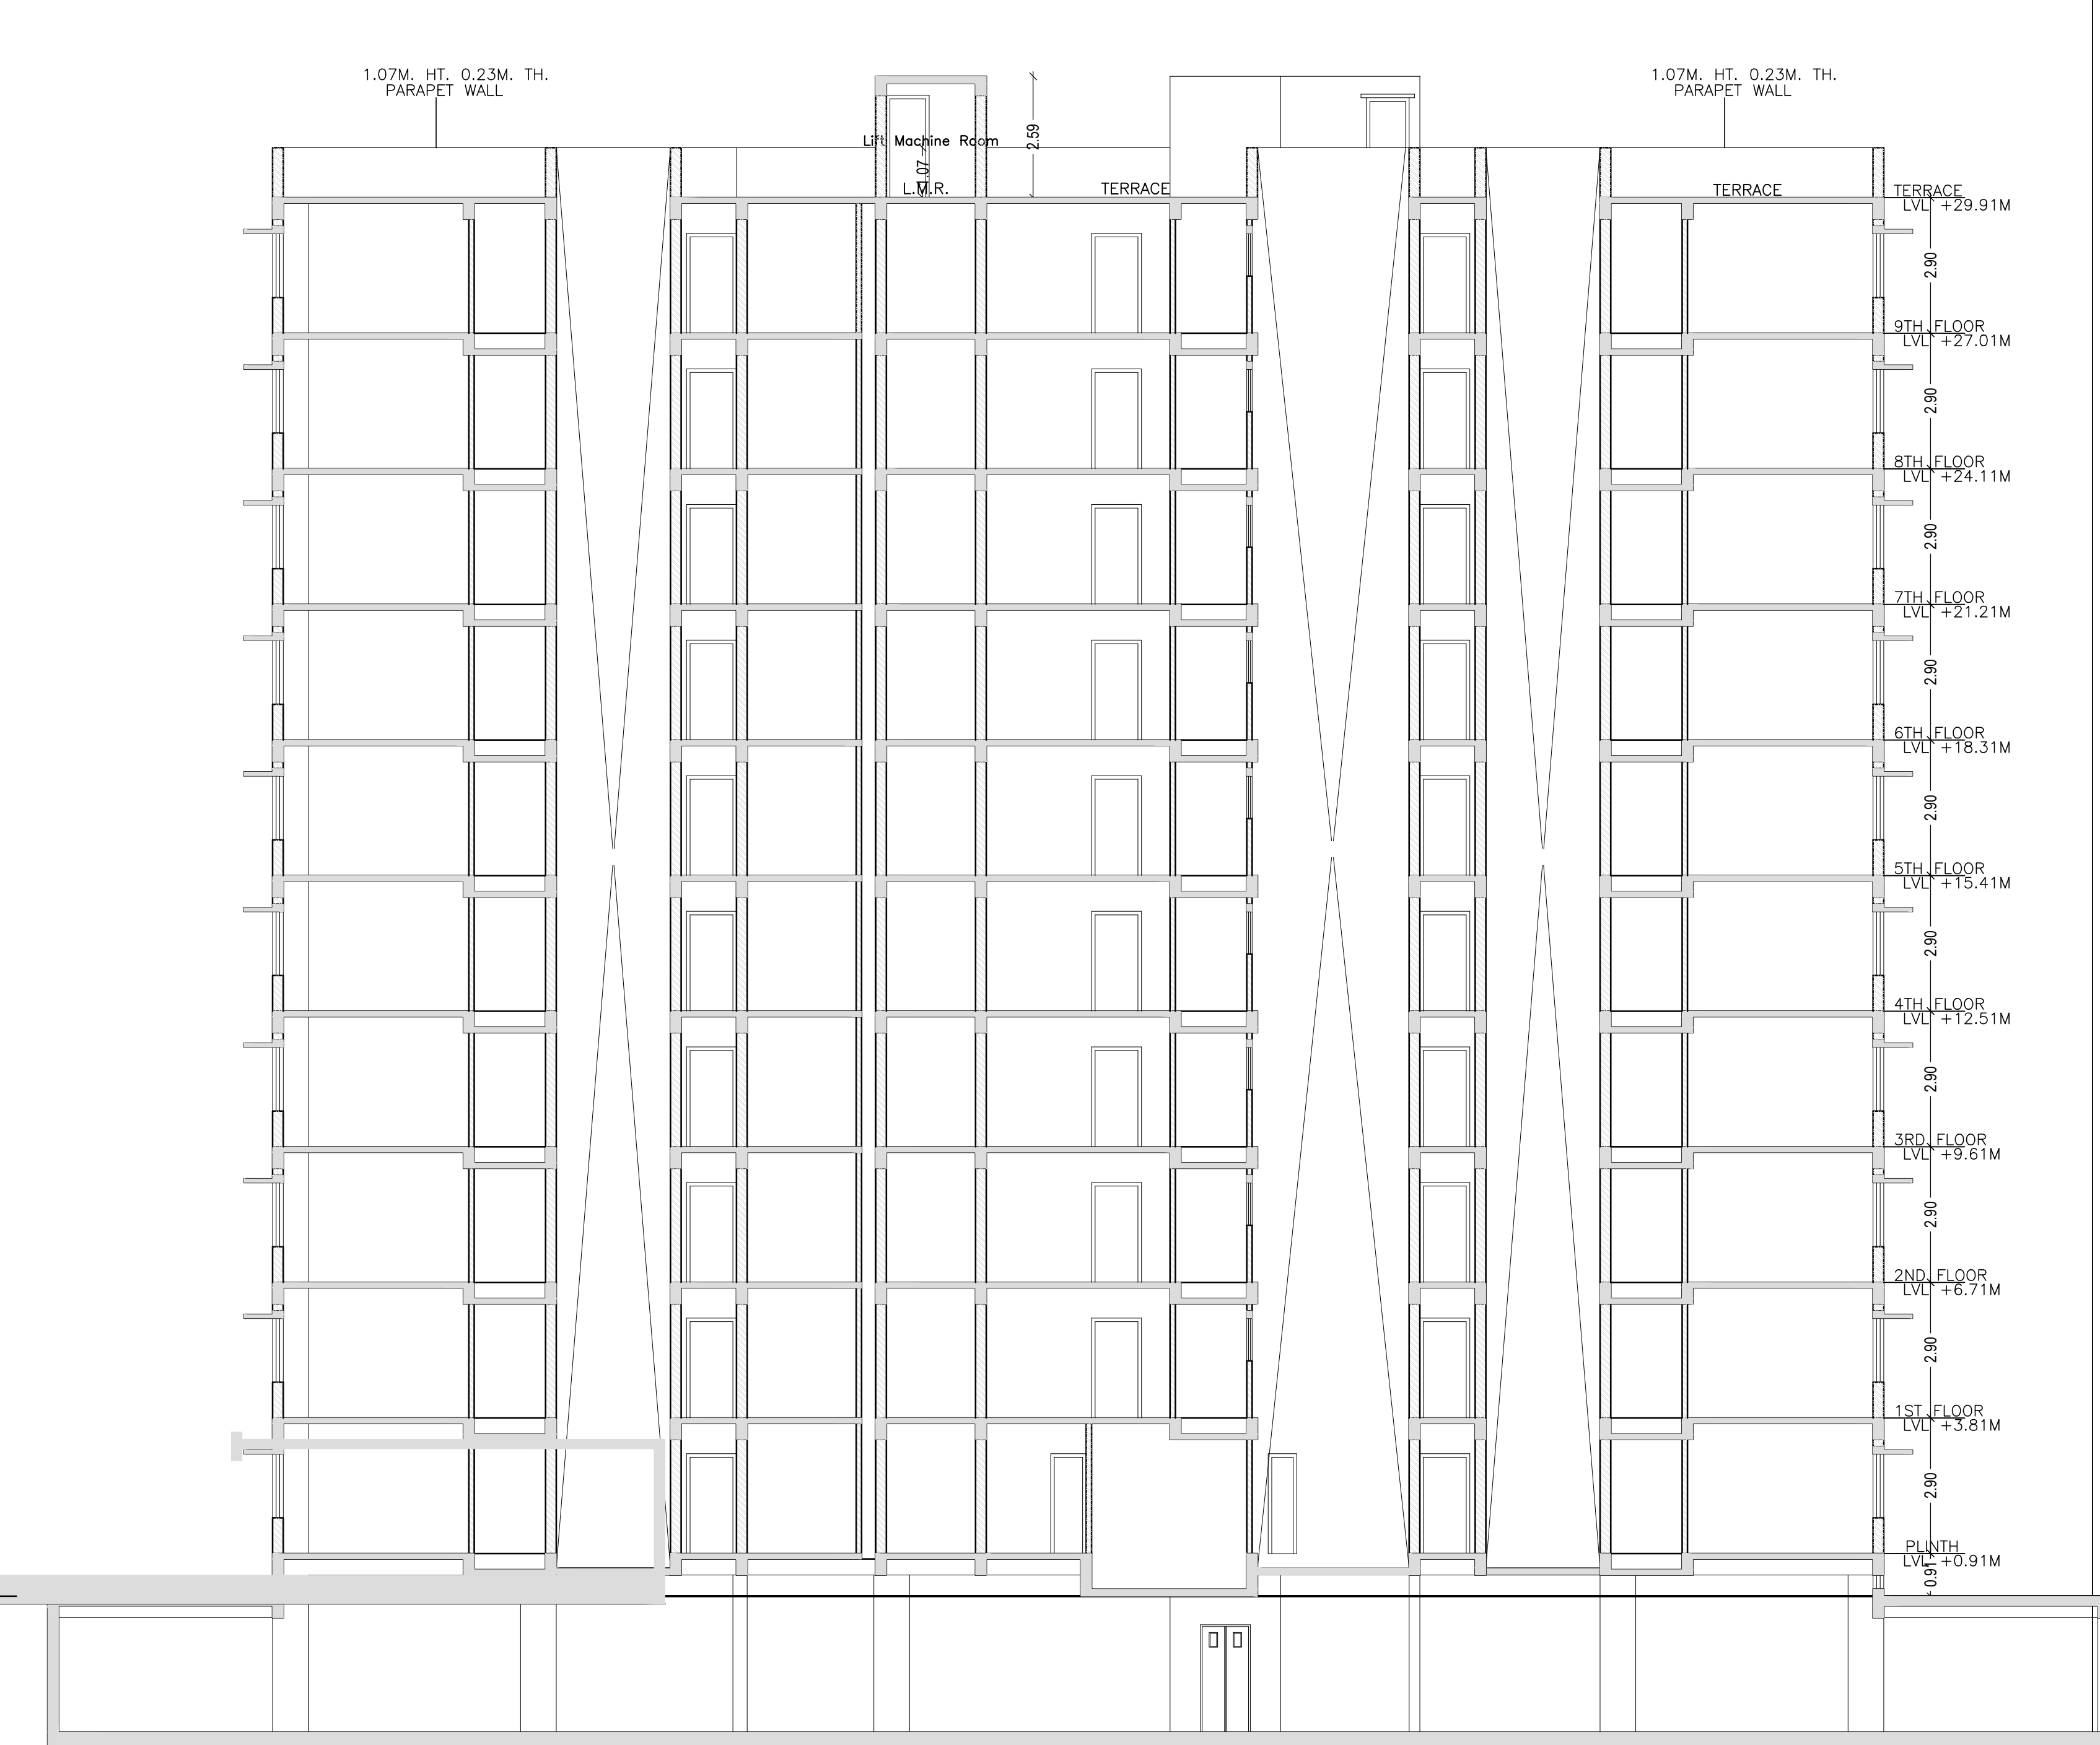 1.07M. HT. 0.23M. TH.
PARAPET WALL
1.07M. HT. 0.23M. TH.
PARAPET WALL
2.59
Lift Machine Room
1.07
L.M.R.
TERRACE
TERRACE
TERRACE
LVL +29.91M
2.90
9TH FLOOR
LVL +27.01M
2.90
8TH FLOOR
LVL +24.11M
2.90
7TH FLOOR
LVL +21.21M
2.90
6TH FLOOR
LVL +18.31M
2.90
5TH FLOOR
LVL +15.41M
2.90
4TH FLOOR
LVL +12.51M
2.90
3RD FLOOR
LVL +9.61M
2.90
2ND FLOOR
LVL +6.71M
2.90
1ST FLOOR
LVL +3.81M
2.90
PLINTH
LVL +0.91M
0.91